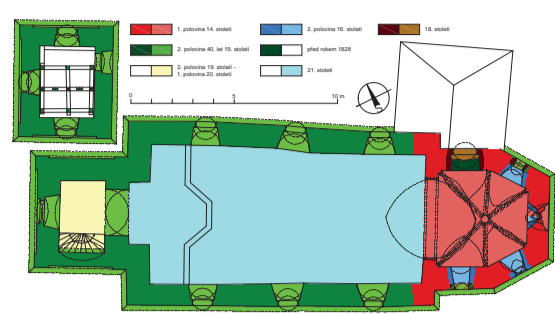 1. polovina 14. století
2. polovina 16. století
18. století
2. polovina 40. let 19. století
před rokem 1828
2. polovina 19. století -
1. polovina 20. století
21. století
0
5
10 m